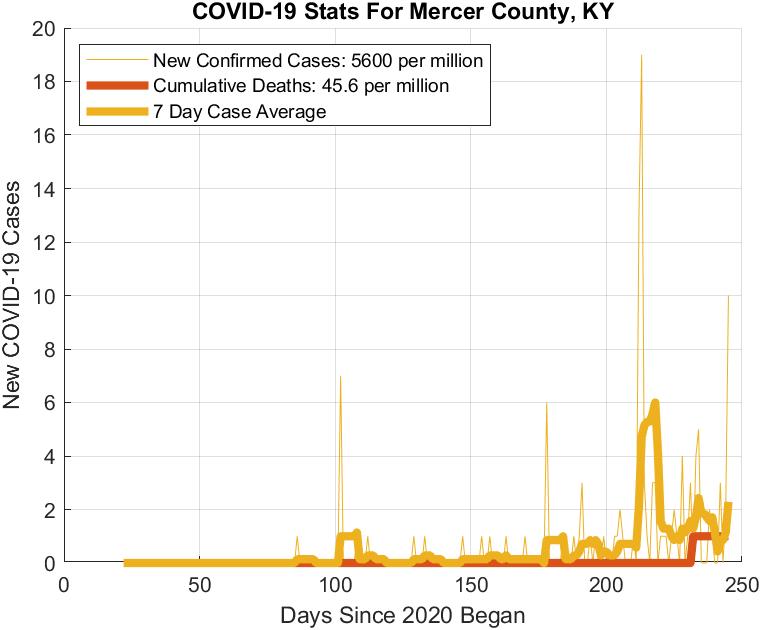 COVID-19 Stats For Mercer County, KY
20
18
16
14
12
10
8
6
4
2
0
New COVID-19 Cases
New Confirmed Cases: 5600 per million
Cumulative Deaths: 45.6 per million
7 Day Case Average
0 50 100 150 200 250
Days Since 2020 Began